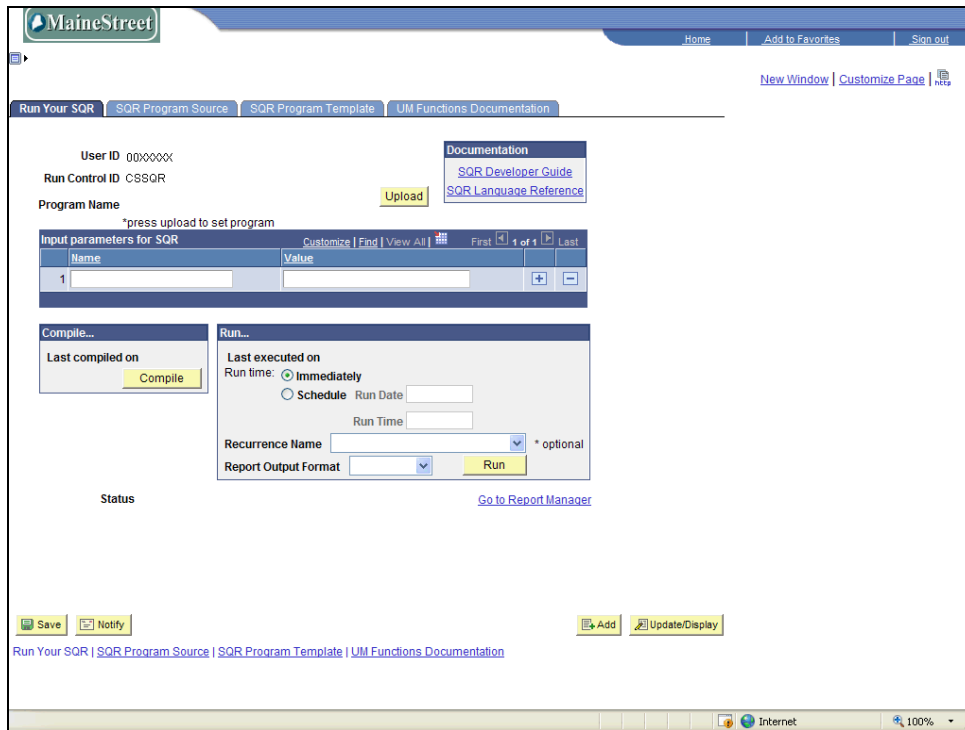 MaineStreet
Home Add to Favorites Sign out
New Window | Customize Page | http
Run Your SQR SQR Program Source SQR Program Template UM Functions Documentation
User ID 00XXXXX
Run Control ID CSSQR
Program Name
Upload
*press upload to set program
Documentation
SQR Developer Guide
SQR Language Reference
Input parameters for SQR Customize | Find | View All | First 1 of 1 Last
Name Value
1
Compile...
Last compiled on
Compile
Run...
Last executed on
Run time: Immediately
Schedule Run Date
Run Time
Recurrence Name * optional
Report Output Format Run
Status Go to Report Manager
Save Notify Add Update/Display
Run Your SQR | SQR Program Source | SQR Program Template | UM Functions Documentation
Internet 100%